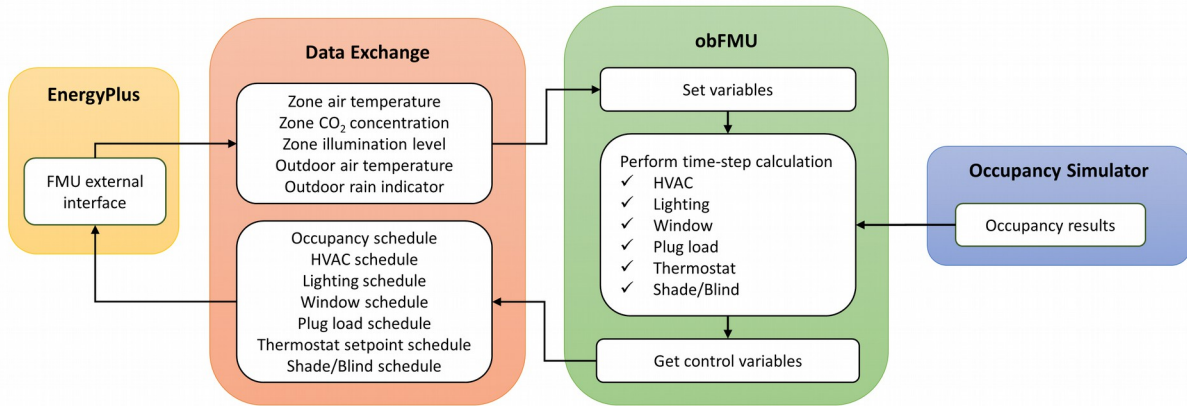 EnergyPlus
FMU external
interface
Data Exchange
Zone air temperature
Zone CO₂ concentration
Zone illumination level
Outdoor air temperature
Outdoor rain indicator
Occupancy schedule
HVAC schedule
Lighting schedule
Window schedule
Plug load schedule
Thermostat setpoint schedule
Shade/Blind schedule
obFMU
Set variables
Perform time-step calculation
✓ HVAC
✓ Lighting
✓ Window
✓ Plug load
✓ Thermostat
✓ Shade/Blind
Get control variables
Occupancy Simulator
Occupancy results